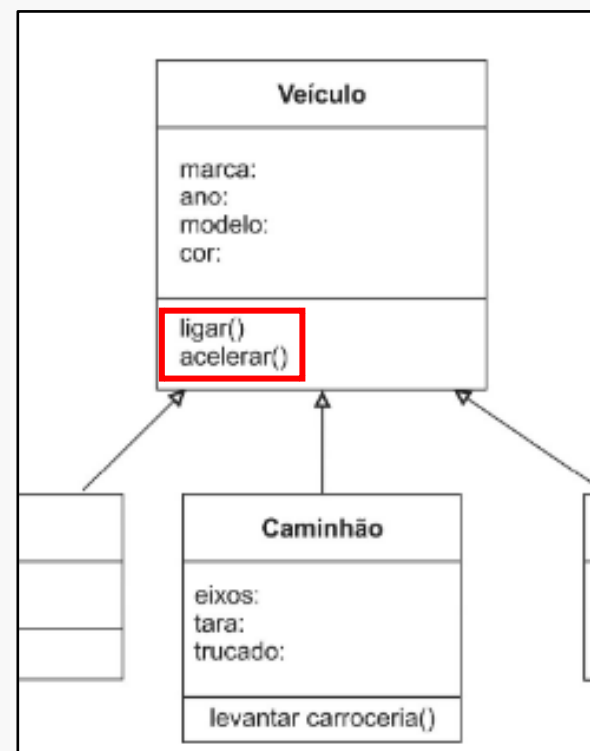 Veículo
marca:
ano:
modelo:
cor:
ligar()
acelerar()
Caminhão
eixos:
tara:
trucado:
levantar carroceria()